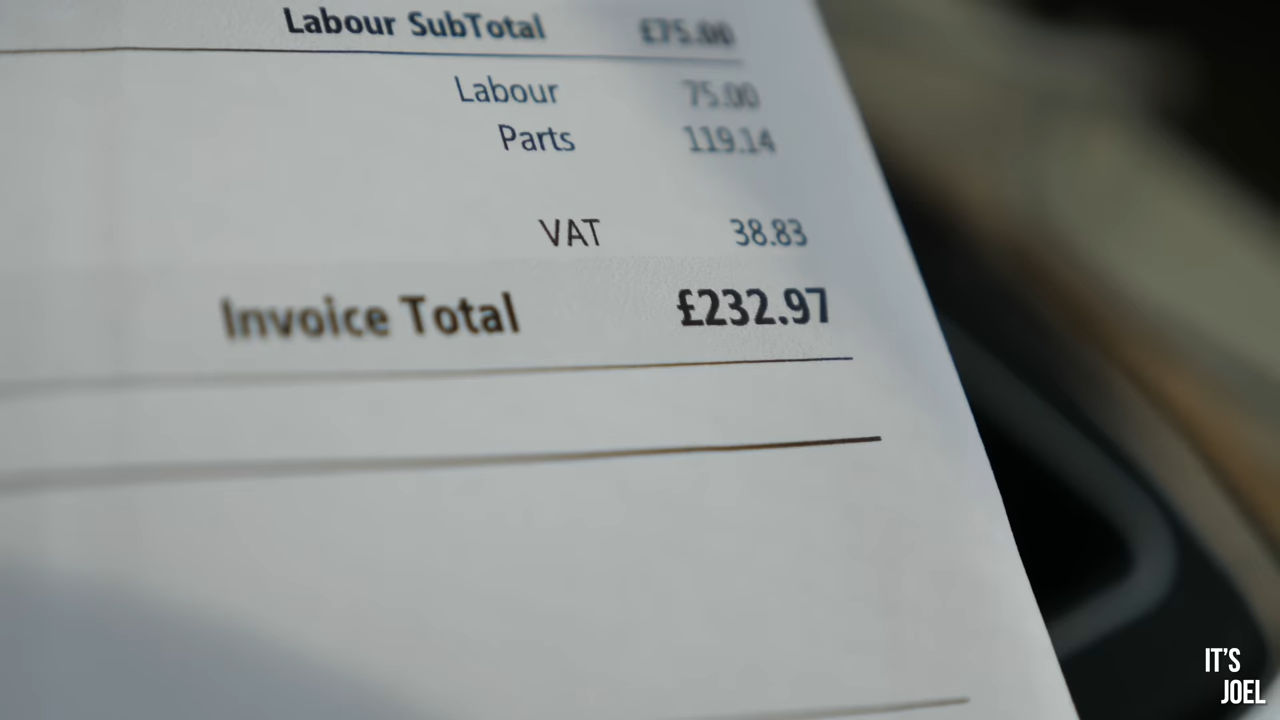 Labour SubTotal £75.00
Labour 75.00
Parts 119.14
VAT 38.83
Invoice Total £232.97
IT'S
JOEL